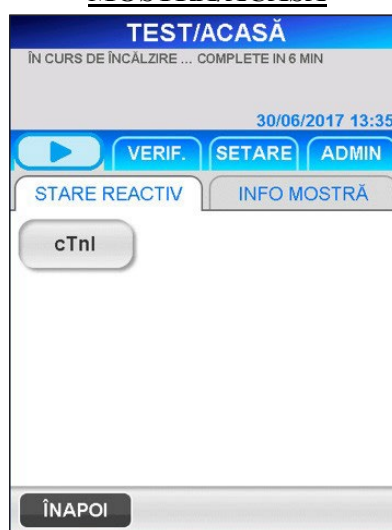 TEST/ACASĂ
ÎN CURS DE ÎNCĂLZIRE ... COMPLETE IN 6 MIN
30/06/2017 13:35
VERIF. SETARE ADMIN
STARE REACTIV INFO MOSTRĂ
cTnI
ÎNAPOI